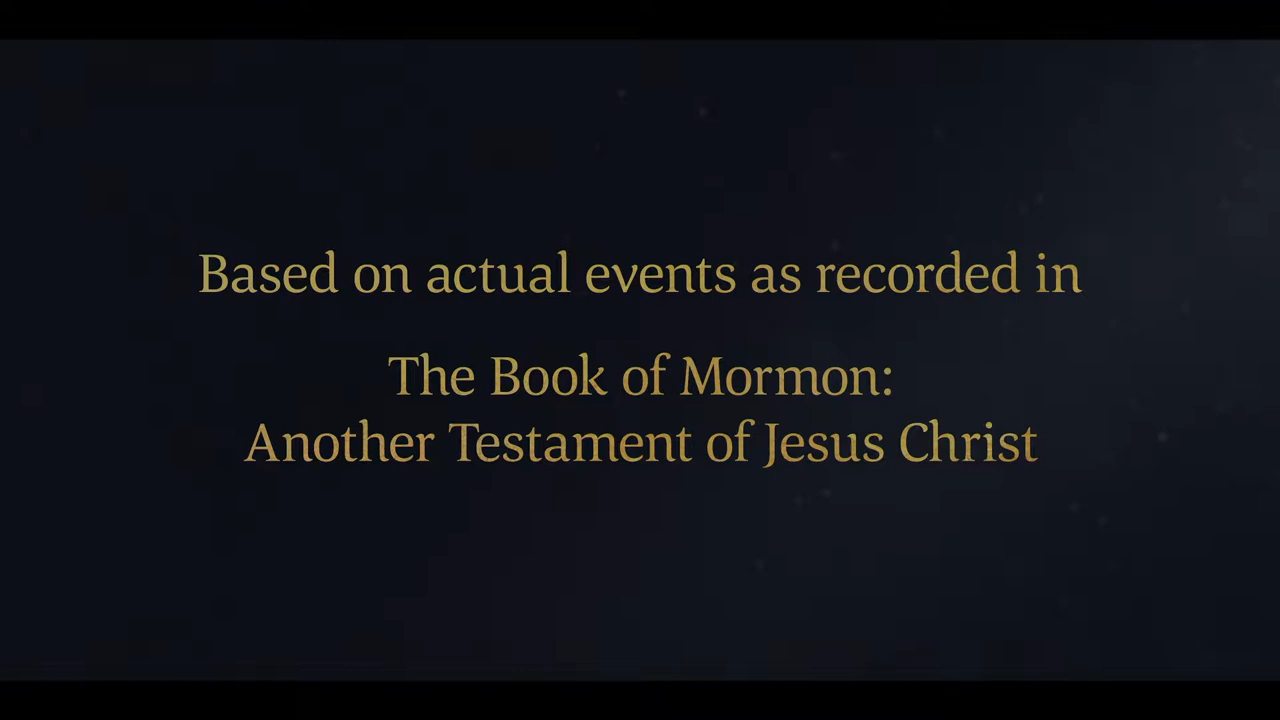 Based on actual events as recorded in
The Book of Mormon:
Another Testament of Jesus Christ